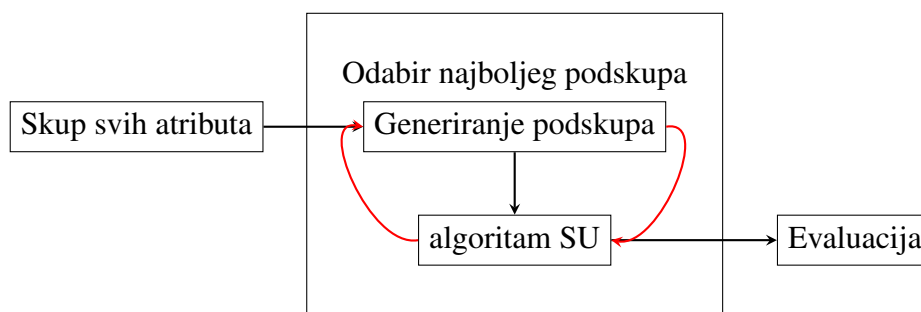 Odabir najboljeg podskupa
Skup svih atributa
Generiranje podskupa
algoritam SU
Evaluacija